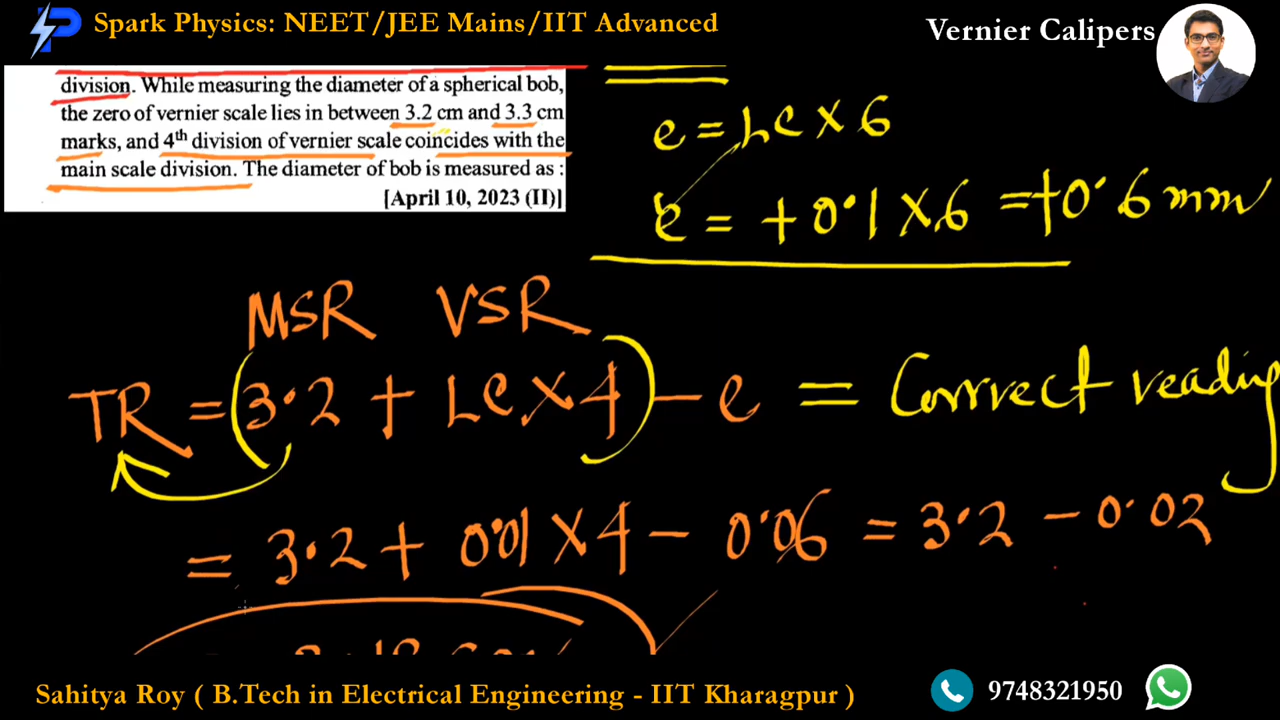 Spark Physics: NEET/JEE Mains/IIT Advanced
Vernier Calipers
division. While measuring the diameter of a spherical bob,
the zero of vernier scale lies in between 3.2 cm and 3.3 cm
marks, and 4th division of vernier scale coincides with the
main scale division. The diameter of bob is measured as :
[April 10, 2023 (II)]
e = LC × 6
e = +0.1 × 6 = +0.6 mm
MSR VSR
TR = (3.2 + LC × 4) - e = Correct reading
= 3.2 + 0.01 × 4 - 0.06 = 3.2 - 0.02
Sahitya Roy ( B.Tech in Electrical Engineering - IIT Kharagpur )
9748321950